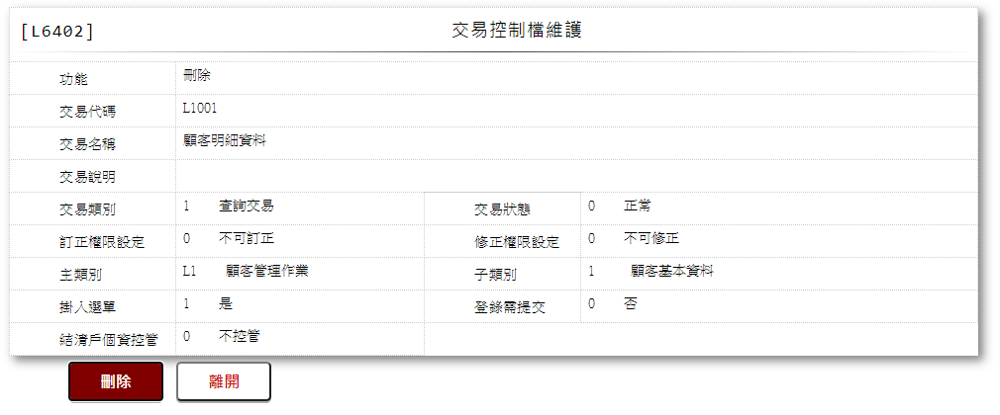 [L6402] 交易控制檔維護
功能 刪除
交易代碼 L1001
交易名稱 顧客明細資料
交易說明
交易類別 1 查詢交易 交易狀態 0 正常
訂正權限設定 0 不可訂正 修正權限設定 0 不可修正
主類別 L1 顧客管理作業 子類別 1 顧客基本資料
掛入選單 1 是 登錄需提交 0 否
結清戶個資控管 0 不控管
刪除 離開